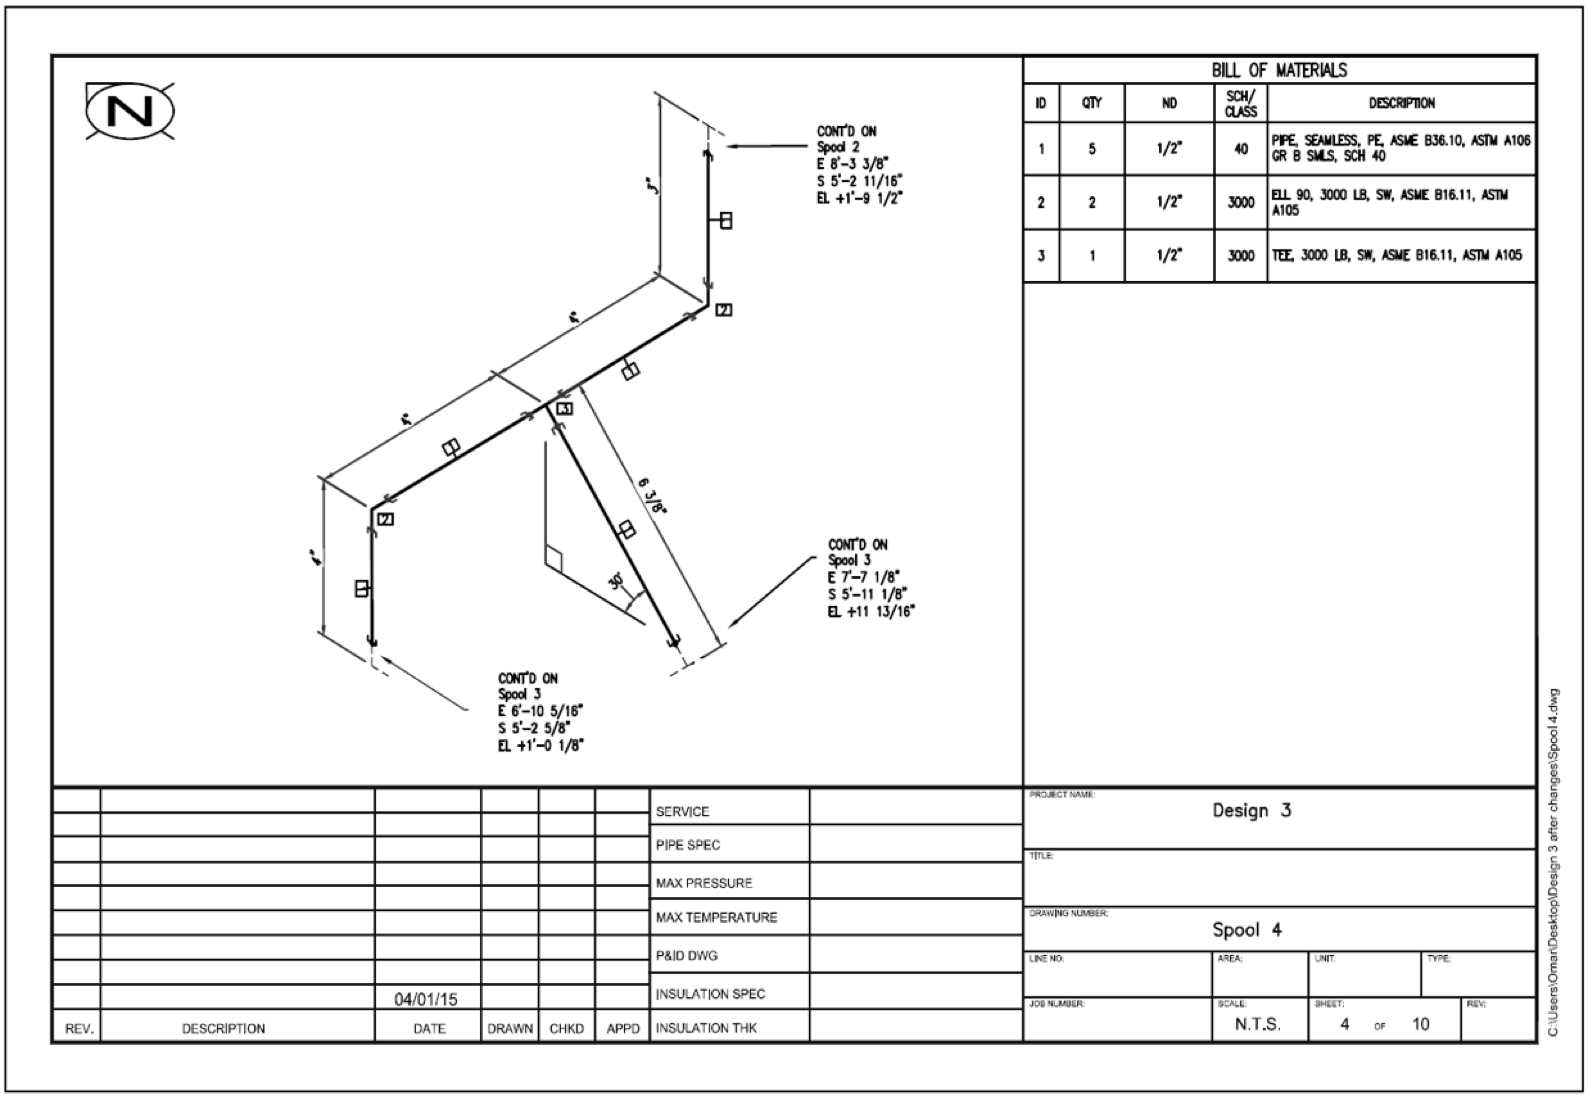 N
CONT'D ON
Spool 2
E 8'-3 3/8"
S 5'-2 11/16"
EL +1'-9 1/2"
3"
1
2
4"
1
3
4"
1
6 3/8"
2
1
4"
1
30°
CONT'D ON
Spool 3
E 7'-7 1/8"
S 5'-11 1/8"
EL +11 13/16"
CONT'D ON
Spool 3
E 6'-10 5/16"
S 5'-2 5/8"
EL +1'-0 1/8"
BILL OF MATERIALS
ID QTY ND SCH/ CLASS DESCRIPTION
1 5 1/2" 40 PIPE, SEAMLESS, PE, ASME B36.10, ASTM A106
GR B SMLS, SCH 40
2 2 1/2" 3000 ELL 90, 3000 LB, SW, ASME B16.11, ASTM
A105
3 1 1/2" 3000 TEE, 3000 LB, SW, ASME B16.11, ASTM A105
04/01/15
REV. DESCRIPTION DATE DRAWN CHKD APPD
SERVICE
PIPE SPEC
MAX PRESSURE
MAX TEMPERATURE
P&ID DWG
INSULATION SPEC
INSULATION THK
PROJECT NAME:
Design 3
TITLE:
DRAWING NUMBER:
Spool 4
LINE NO: AREA: UNIT: TYPE:
JOB NUMBER: SCALE: SHEET: REV:
N.T.S. 4 OF 10
C:\Users\Omar\Desktop\Design 3 after changes\Spool 4.dwg